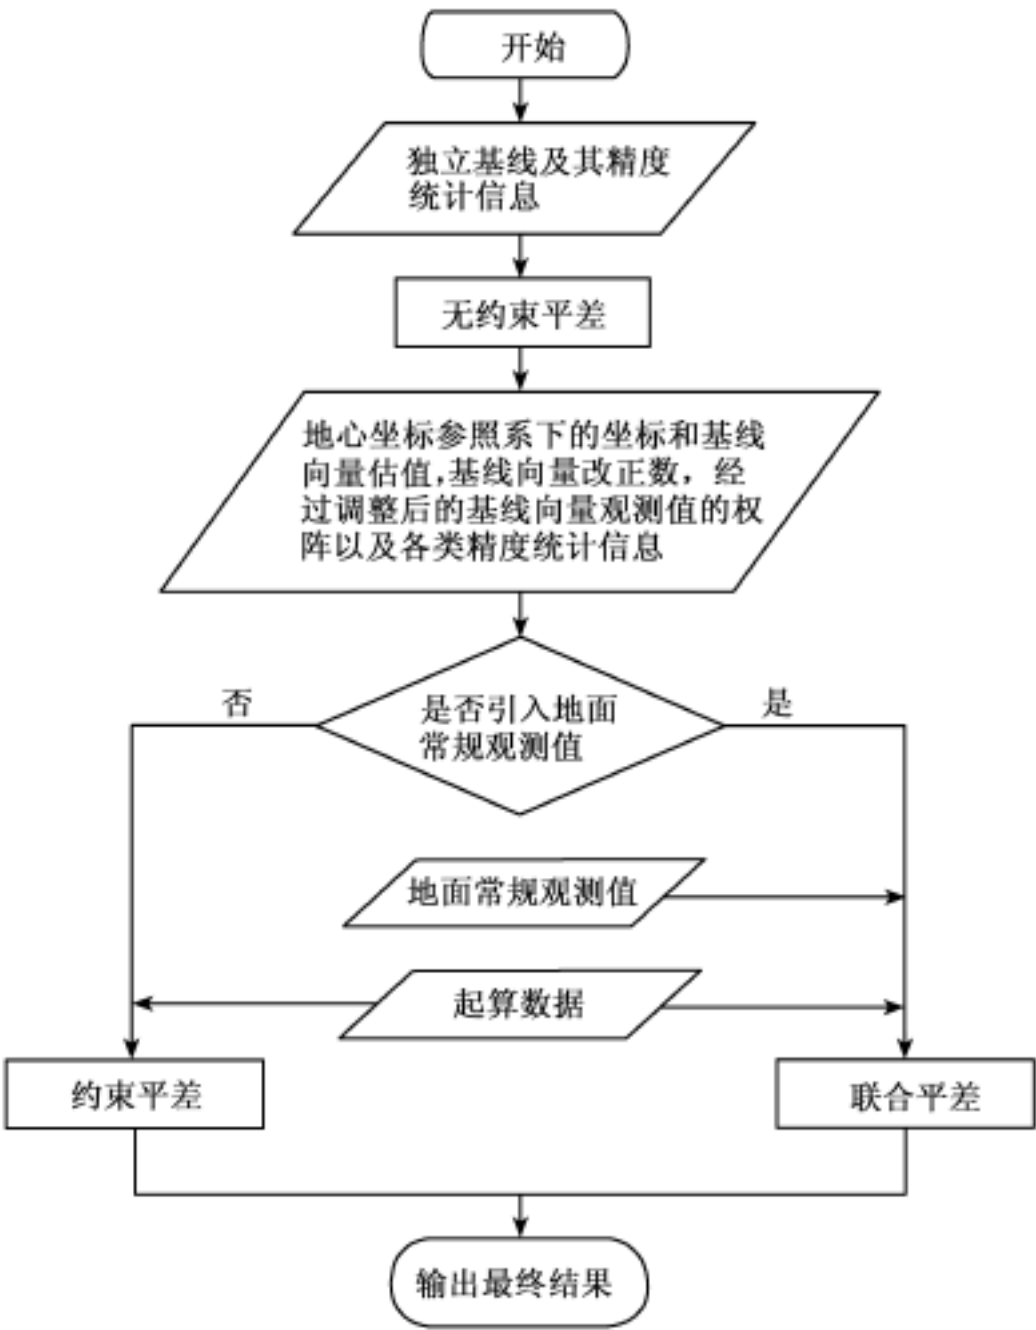 开始
独立基线及其精度
统计信息
无约束平差
地心坐标参照系下的坐标和基线
向量估值,基线向量改正数，经
过调整后的基线向量观测值的权
阵以及各类精度统计信息
否
是否引入地面
常规观测值
是
地面常规观测值
起算数据
约束平差
联合平差
输出最终结果